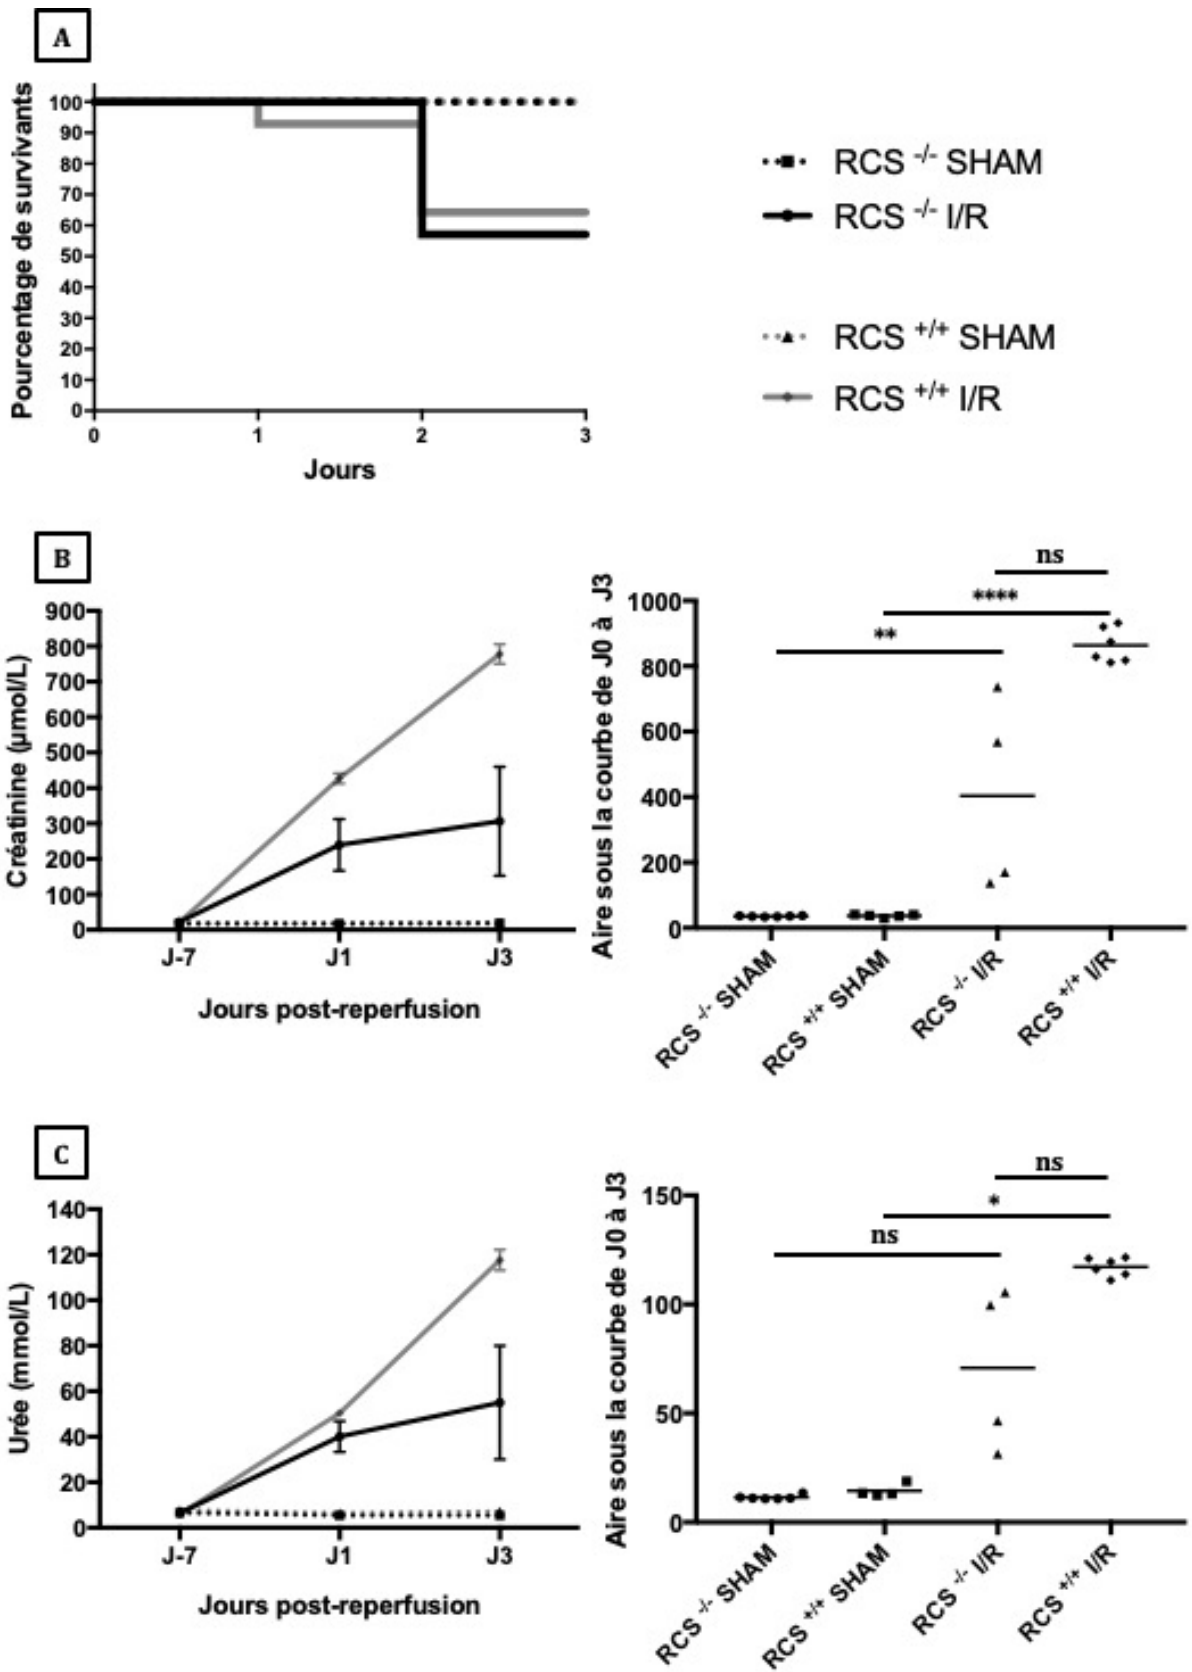 A
Pourcentage de survivants
100
90
80
70
60
50
40
30
20
10
0
0 1 2 3
Jours
RCS -/- SHAM
RCS -/- I/R
RCS +/+ SHAM
RCS +/+ I/R
B
Créatinine (µmol/L)
900
800
700
600
500
400
300
200
100
0
J-7 J1 J3
Jours post-reperfusion
Aire sous la courbe de J0 à J3
1000
800
600
400
200
0
ns
****
**
RCS -/- SHAM
RCS +/+ SHAM
RCS -/- I/R
RCS +/+ I/R
C
Urée (mmol/L)
140
120
100
80
60
40
20
0
J-7 J1 J3
Jours post-reperfusion
Aire sous la courbe de J0 à J3
150
100
50
0
ns
*
ns
RCS -/- SHAM
RCS +/+ SHAM
RCS -/- I/R
RCS +/+ I/R